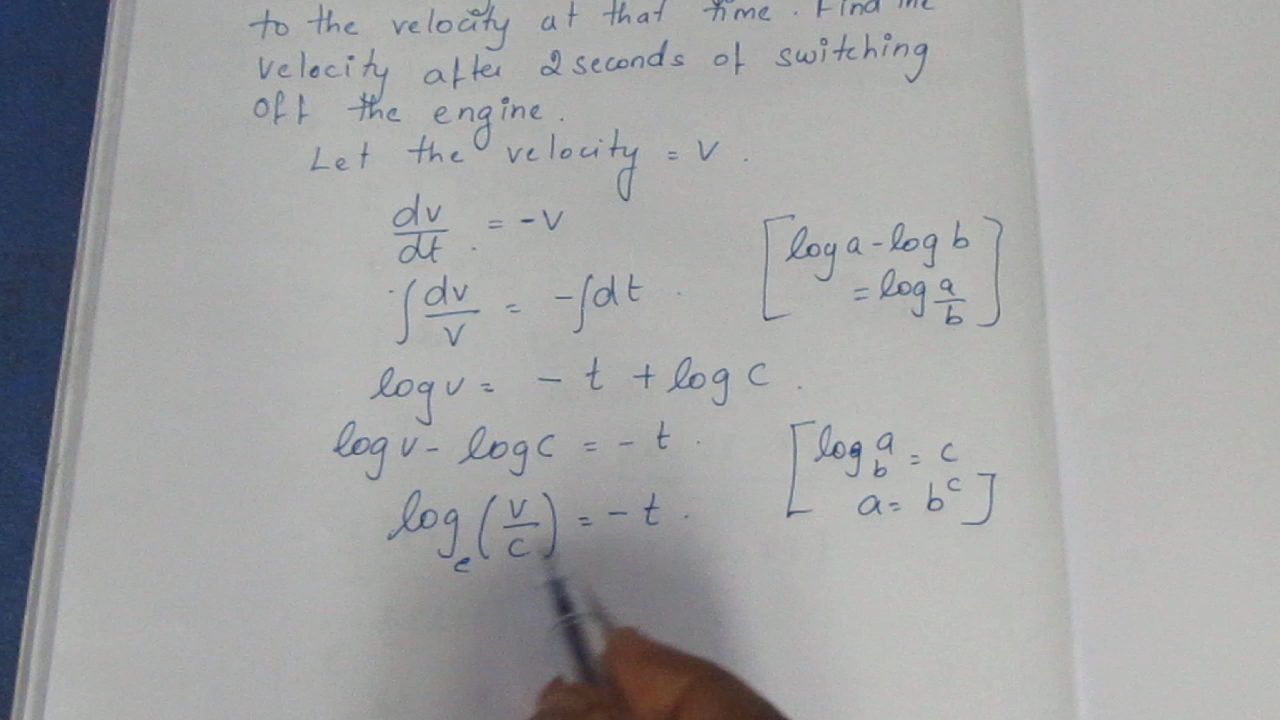 to the velocity at that time. Find the
velocity after 2 seconds of switching
off the engine.
Let the velocity = v.
dv/dt = -v
∫ dv/v = -∫dt
[log a - log b
= log a/b]
log v = - t + log c.
log v - log c = - t.
[log_b a = c
a = b^c]
log_e (v/c) = - t.